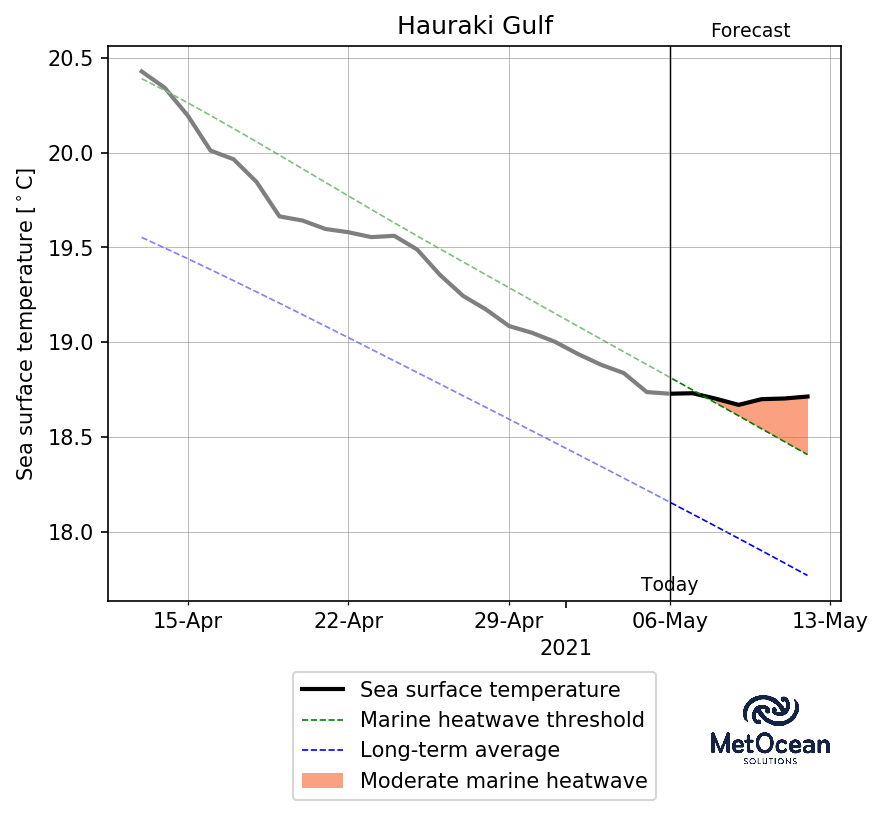 Hauraki Gulf
Forecast
20.5
20.0
19.5
19.0
18.5
18.0
Sea surface temperature [°C]
Today
15-Apr 22-Apr 29-Apr 06-May 13-May
2021
Sea surface temperature
Marine heatwave threshold
Long-term average
Moderate marine heatwave
MetOcean
SOLUTIONS